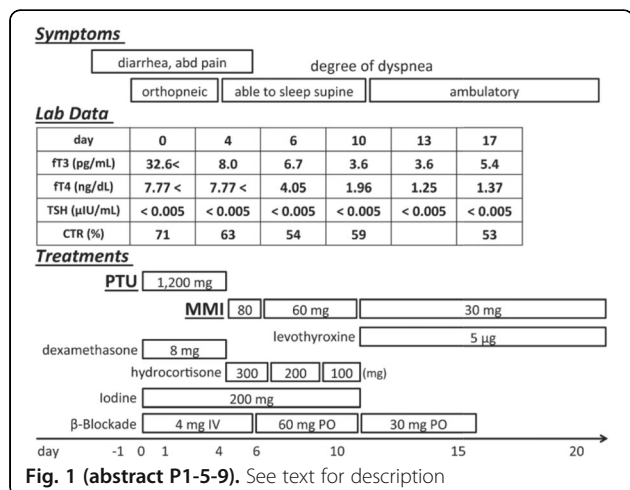 Symptoms
diarrhea, abd pain
degree of dyspnea
orthopneic able to sleep supine ambulatory
Lab Data
day 0 4 6 10 13 17
fT3 (pg/mL) 32.6< 8.0 6.7 3.6 3.6 5.4
fT4 (ng/dL) 7.77 < 7.77 < 4.05 1.96 1.25 1.37
TSH (μIU/mL) < 0.005 < 0.005 < 0.005 < 0.005 < 0.005 < 0.005
CTR (%) 71 63 54 59 53
Treatments
PTU 1,200 mg
MMI 80 60 mg 30 mg
levothyroxine 5 μg
dexamethasone 8 mg
hydrocortisone 300 200 100 (mg)
Iodine 200 mg
β-Blockade 4 mg IV 60 mg PO 30 mg PO
day -1 0 1 4 6 10 15 20
Fig. 1 (abstract P1-5-9). See text for description